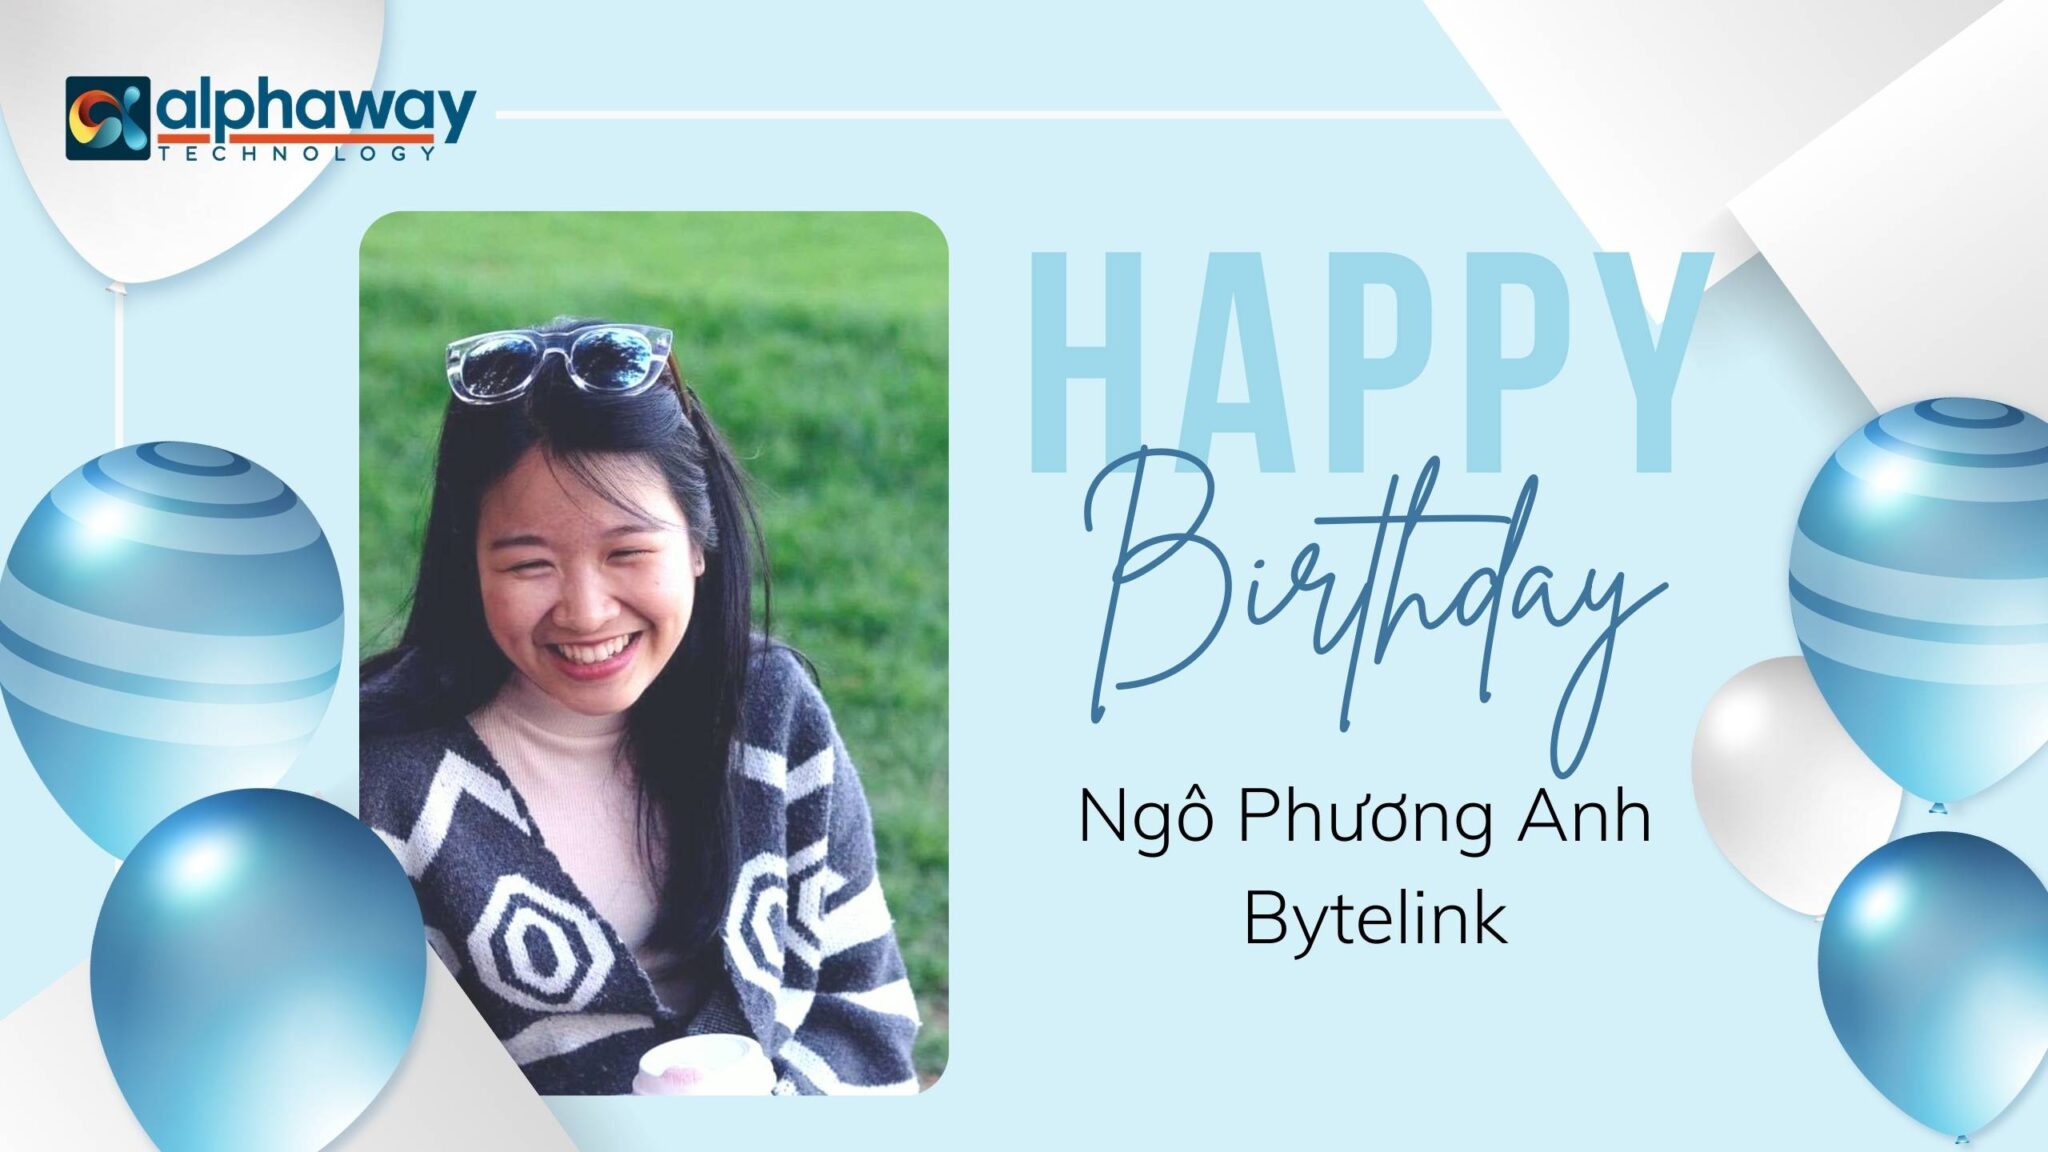 alphaway
TECHNOLOGY
HAPPY
Birthday
Ngô Phương Anh
Bytelink